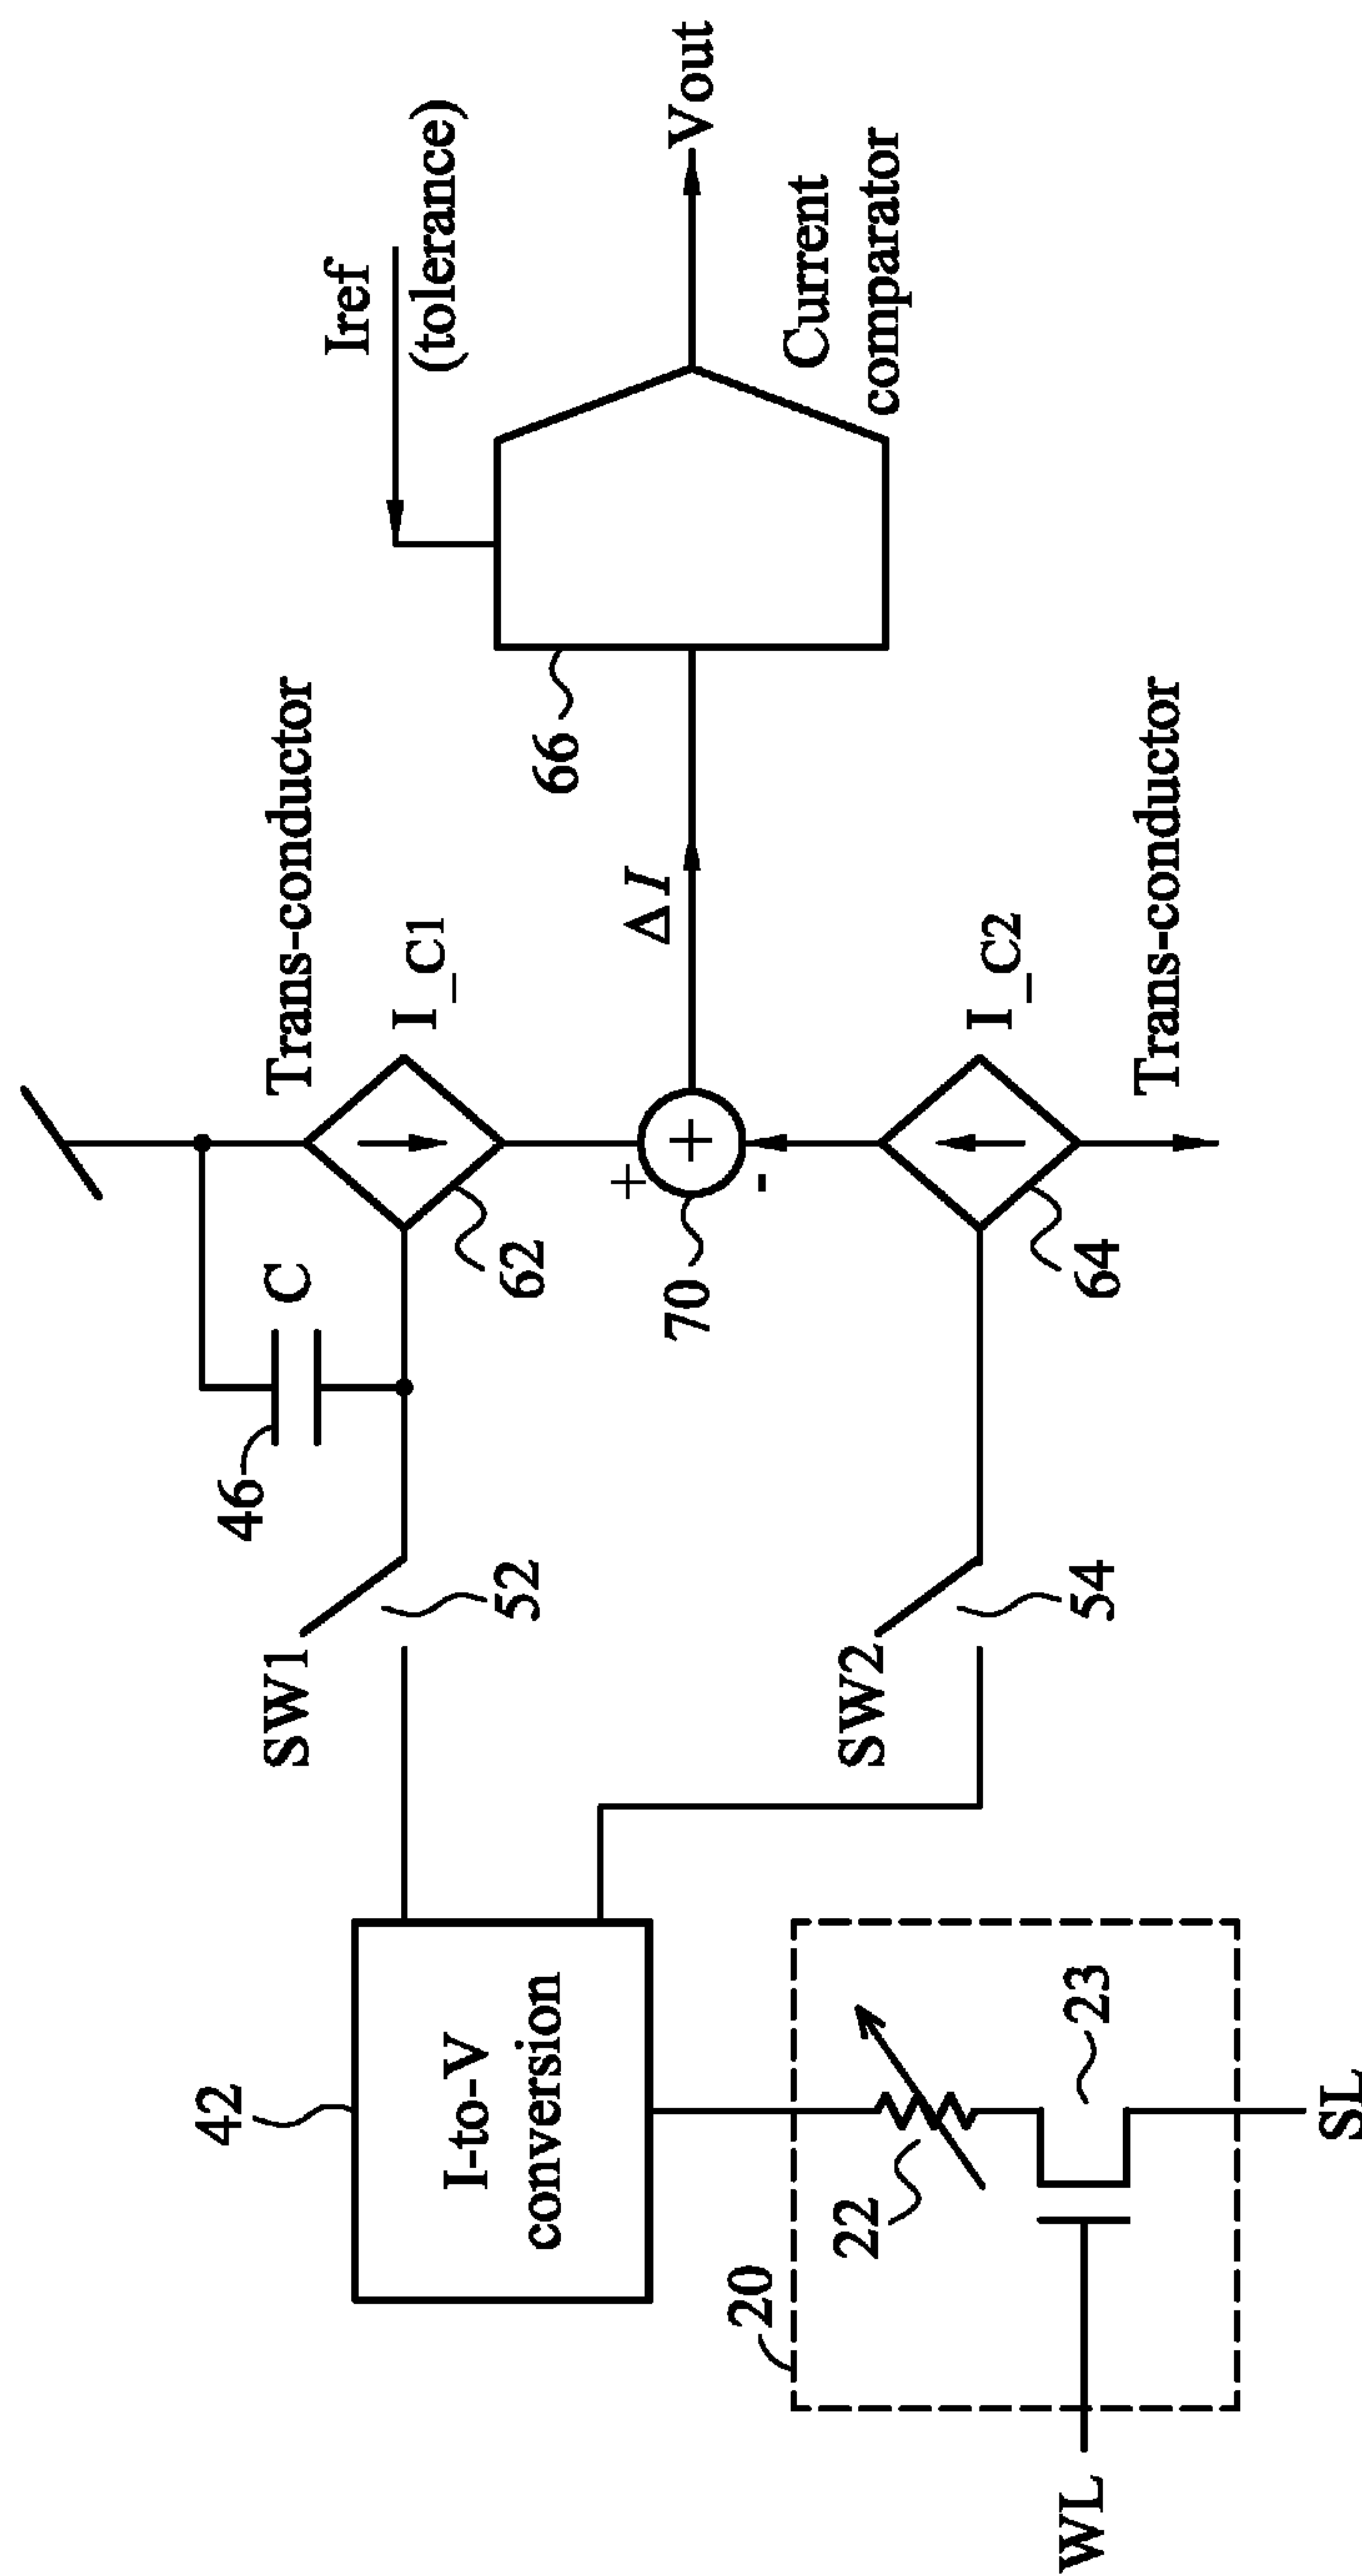 42
I-to-V
conversion
20
22
23
WL
SL
SW1
52
SW2
54
46
C
62
Trans-conductor
I_C1
+
+
-
70
64
I_C2
Trans-conductor
ΔI
66
Iref
(tolerance)
Current
comparator
Vout